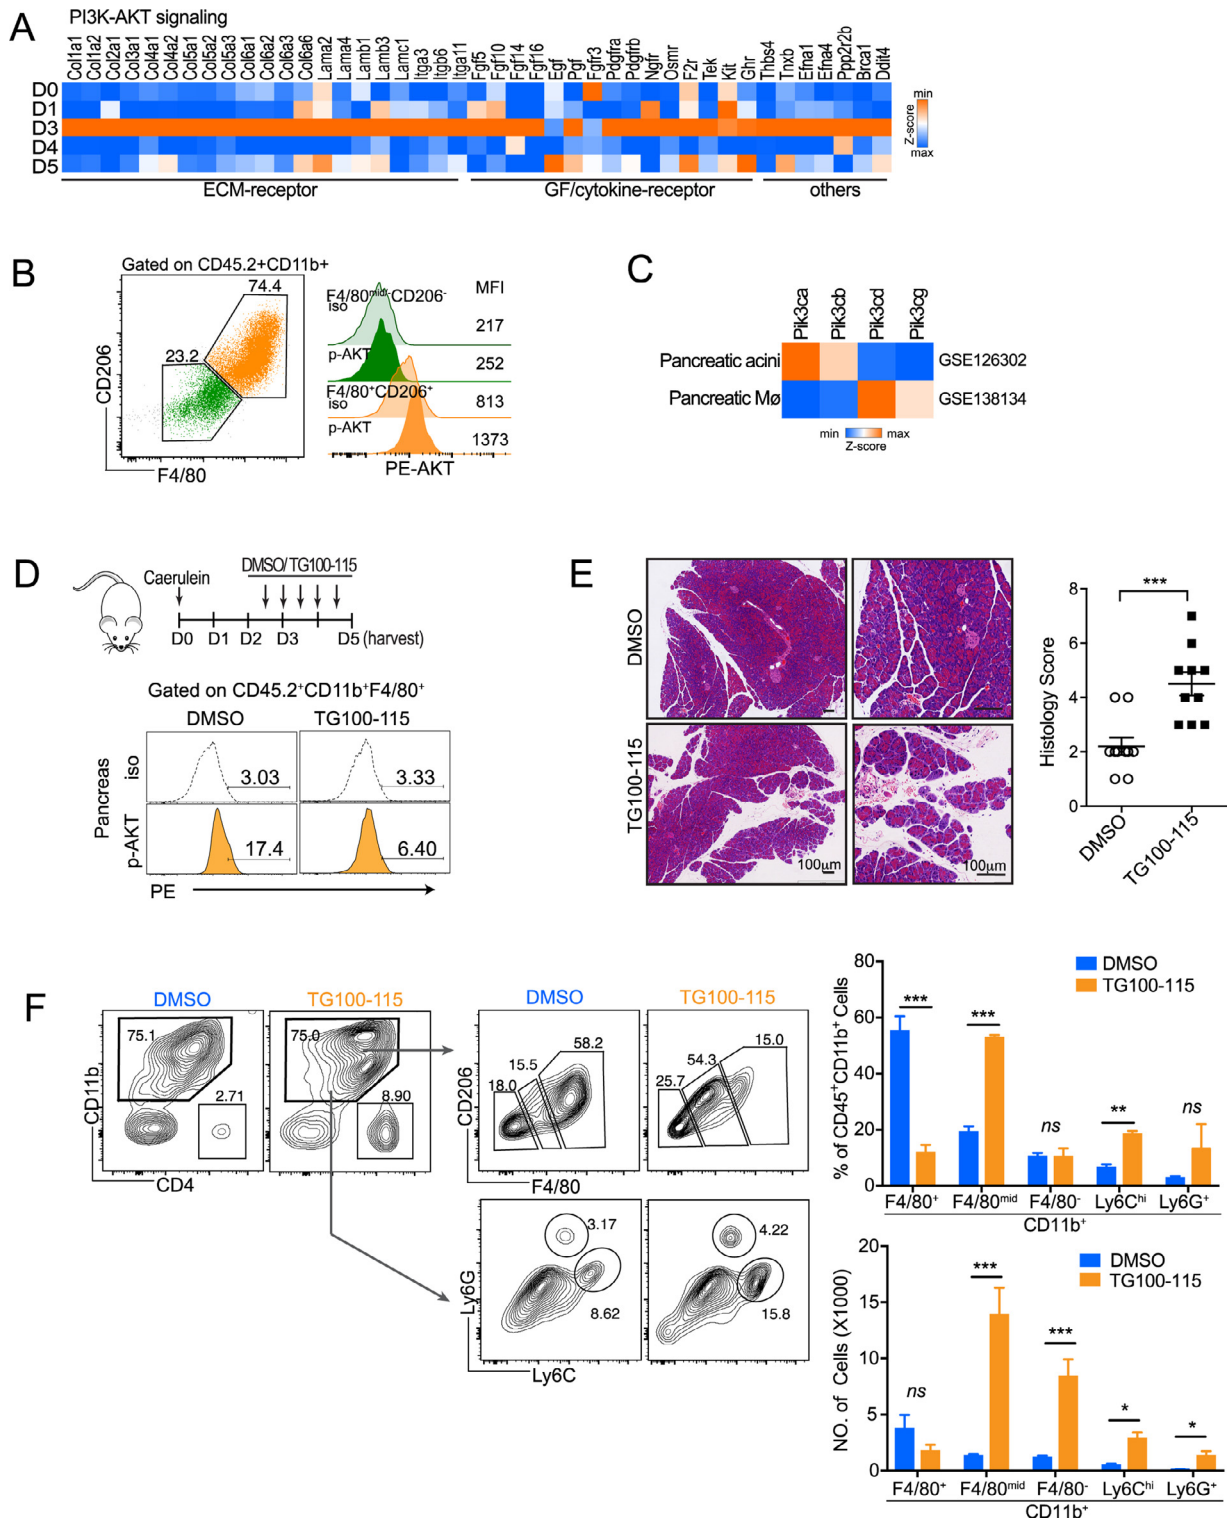 A
PI3K-AKT signaling
Col1a1 Col1a2 Col2a1 Col3a1 Col4a1 Col4a2 Col5a1 Col5a2 Col5a3 Col6a1 Col6a2 Col6a3 Col6a6 Lama2 Lama4 Lamb1 Lamb3 Lamc1 Itga3 Itgb6 Itga11 Fgf5 Fgf10 Fgf14 Fgf16 Egf Pgf Fgfr3 Pdgfra Pdgfrb Ngfr Osmr F2r Tek Kit Ghr Thbs4 Tnxb Efna1 Efna4 Ppp2r2b Brca1 Ddit4
D0
D1
D3
D4
D5
min
Z-score
max
ECM-receptor
GF/cytokine-receptor
others
B
Gated on CD45.2+CD11b+
74.4
23.2
CD206
F4/80
MFI
F4/80mid/-CD206-
iso
217
p-AKT
252
F4/80+CD206+
iso
813
p-AKT
1373
PE-AKT
C
Pik3ca Pik3cb Pik3cd Pik3cg
Pancreatic acini GSE126302
Pancreatic Mø GSE138134
min max
Z-score
D
Caerulein
DMSO/TG100-115
D0 D1 D2 D3 D5 (harvest)
Gated on CD45.2+CD11b+F4/80+
DMSO TG100-115
Pancreas
iso
3.03 3.33
p-AKT
17.4 6.40
PE
E
DMSO
TG100-115
100µm 100µm
***
Histology Score
8
6
4
2
0
DMSO TG100-115
F
DMSO TG100-115
75.1 75.0
2.71 8.90
CD11b
CD4
DMSO TG100-115
18.0 15.5 58.2
25.7 54.3 15.0
CD206
F4/80
3.17 4.22
8.62 15.8
Ly6G
Ly6C
DMSO
TG100-115
% of CD45+CD11b+ Cells
80
60
40
20
0
*** *** ns ** ns
F4/80+ F4/80mid F4/80- Ly6Chi Ly6G+
CD11b+
DMSO
TG100-115
NO. of Cells (X1000)
20
15
10
5
0
ns *** *** * *
F4/80+ F4/80mid F4/80- Ly6Chi Ly6G+
CD11b+